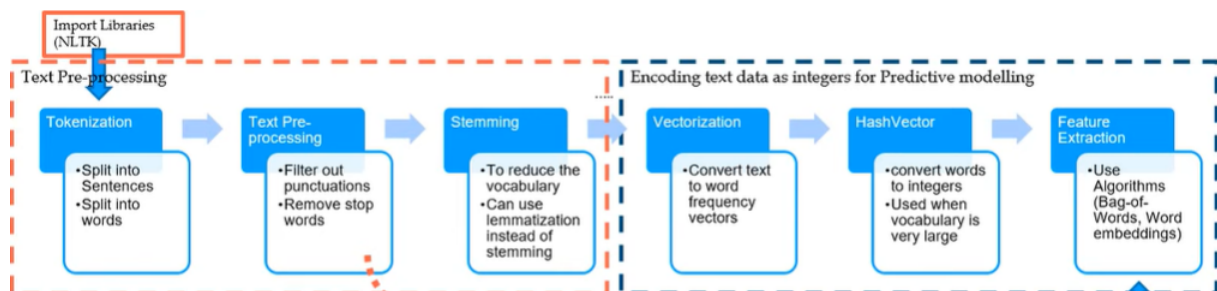 Import Libraries
(NLTK)
Text Pre-processing
Encoding text data as integers for Predictive modelling
Tokenization
•Split into
Sentences
•Split into
words
Text Pre-
processing
•Filter out
punctuations
•Remove stop
words
Stemming
•To reduce the
vocabulary
•Can use
lemmatization
instead of
stemming
Vectorization
•Convert text
to word
frequency
vectors
HashVector
•convert words
to integers
•Used when
vocabulary is
very large
Feature
Extraction
•Use
Algorithms
(Bag-of-
Words, Word
embeddings)